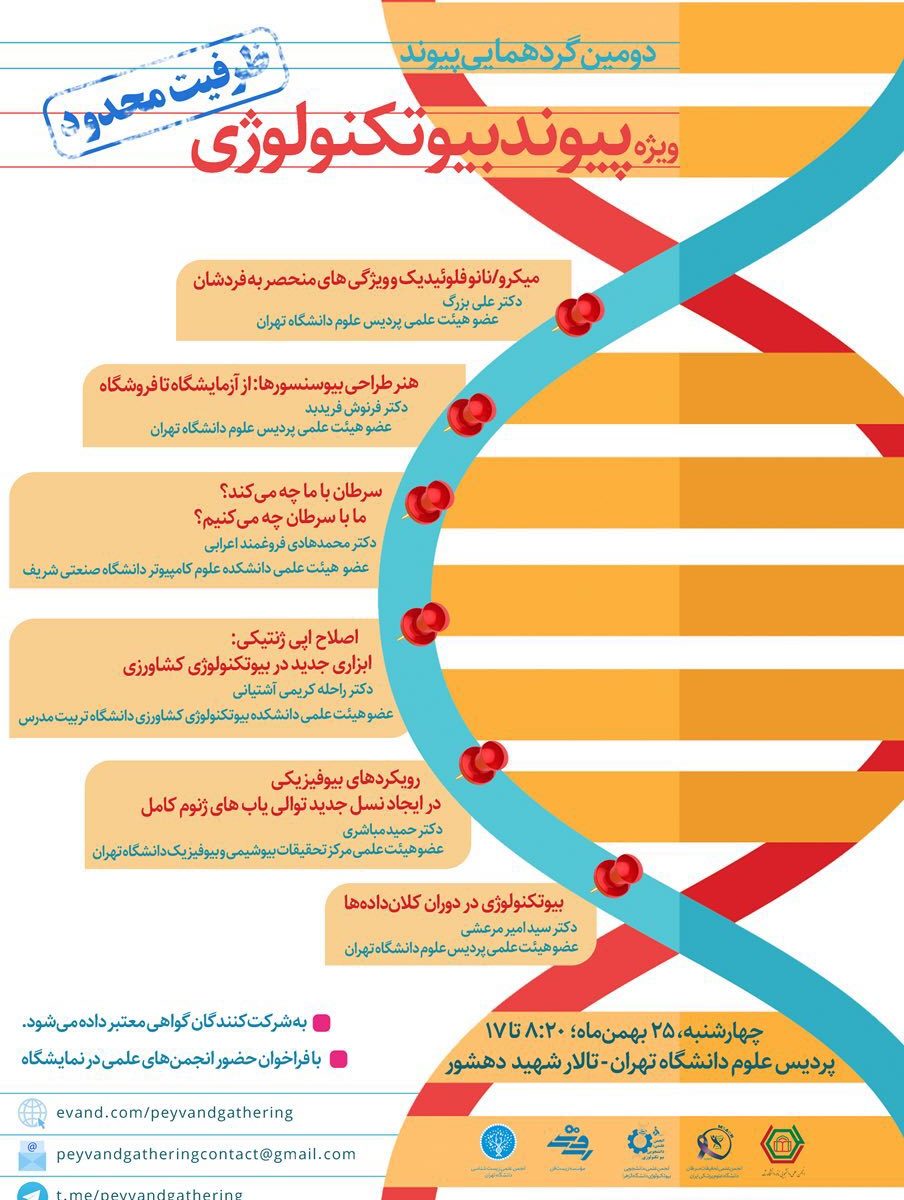 دومین گردهمایی پیوند
ویژه پیوند بیوتکنولوژی
ظرفیت محدود
میکرو/نانو فلوئیدیک و ویژگی های منحصر به فردشان
دکتر علی بزرگ
عضو هیئت علمی پردیس علوم دانشگاه تهران
هنر طراحی بیوسنسورها: از آزمایشگاه تا فروشگاه
دکتر فرنوش فریدبد
عضو هیئت علمی پردیس علوم دانشگاه تهران
سرطان با ما چه می‌کند؟
ما با سرطان چه می‌کنیم؟
دکتر محمدهادی فروغمند اعرابی
عضو هیئت علمی دانشکده علوم کامپیوتر دانشگاه صنعتی شریف
اصلاح اپی ژنتیکی:
ابزاری جدید در بیوتکنولوژی کشاورزی
دکتر راحله کریمی آشتیانی
عضو هیئت علمی دانشکده بیوتکنولوژی کشاورزی دانشگاه تربیت مدرس
رویکردهای بیوفیزیکی
در ایجاد نسل جدید توالی یاب های ژنوم کامل
دکتر حمید مباشری
عضو هیئت علمی مرکز تحقیقات بیوشیمی و بیوفیزیک دانشگاه تهران
بیوتکنولوژی در دوران کلان‌داده‌ها
دکتر سید امیر مرعشی
عضو هیئت علمی پردیس علوم دانشگاه تهران
به شرکت کنندگان گواهی معتبر داده می‌شود.
با فراخوان حضور انجمن‌های علمی در نمایشگاه
چهارشنبه، ۲۵ بهمن‌ماه؛ ۸:۲۰ تا ۱۷
پردیس علوم دانشگاه تهران - تالار شهید دهشور
evand.com/peyvandgathering
peyvandgatheringcontact@gmail.com
t.me/peyvandgathering